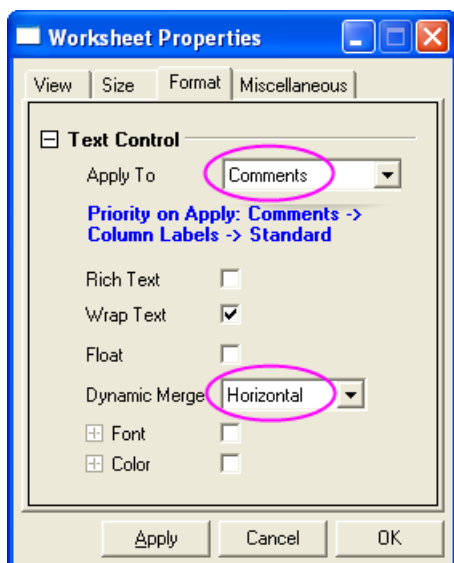 Worksheet Properties
View Size Format Miscellaneous
Text Control
Apply To Comments
Priority on Apply: Comments ->
Column Labels -> Standard
Rich Text
Wrap Text
Float
Dynamic Merge Horizontal
Font
Color
Apply Cancel OK